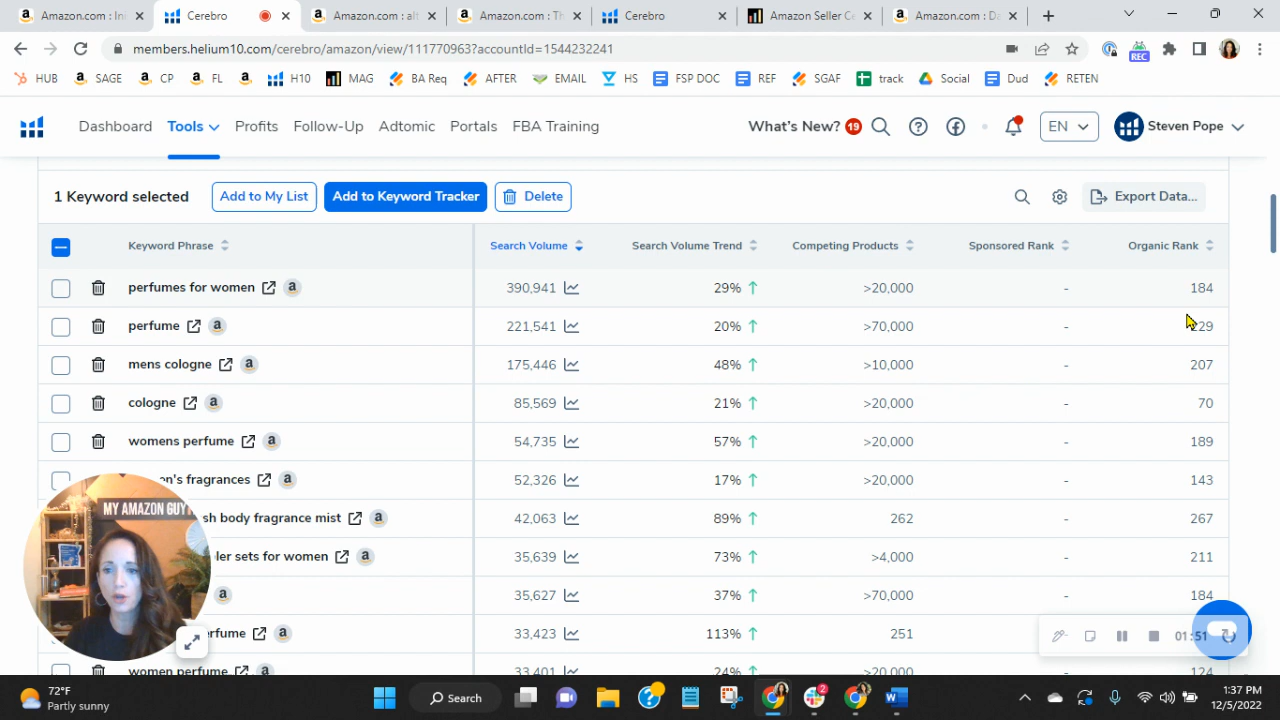 Amazon.com : Ini
Cerebro
Amazon.com : alt
Amazon.com : Th
Cerebro
Amazon Seller Ce
Amazon.com : Da
members.helium10.com/cerebro/amazon/view/111770963?accountId=1544232241
REC
HUB SAGE CP FL H10 MAG BA Req AFTER EMAIL HS FSP DOC REF SGAF track Social Dud RETEN
Dashboard Tools Profits Follow-Up Adtomic Portals FBA Training What's New? 19 EN Steven Pope
1 Keyword selected Add to My List Add to Keyword Tracker Delete Export Data...
Keyword Phrase Search Volume Search Volume Trend Competing Products Sponsored Rank Organic Rank
perfumes for women 390,941 29% >20,000 - 184
perfume 221,541 20% >70,000 - 29
mens cologne 175,446 48% >10,000 - 207
cologne 85,569 21% >20,000 - 70
womens perfume 54,735 57% >20,000 - 189
n's fragrances 52,326 17% >20,000 - 143
sh body fragrance mist 42,063 89% 262 - 267
ler sets for women 35,639 73% >4,000 - 211
35,627 37% >70,000 - 184
erfume 33,423 113% 251
women perfume 33,401 24% >20,000 - 124
MY AMAZON GUY
01:51
72°F
Partly sunny
Search
2
1:37 PM
12/5/2022